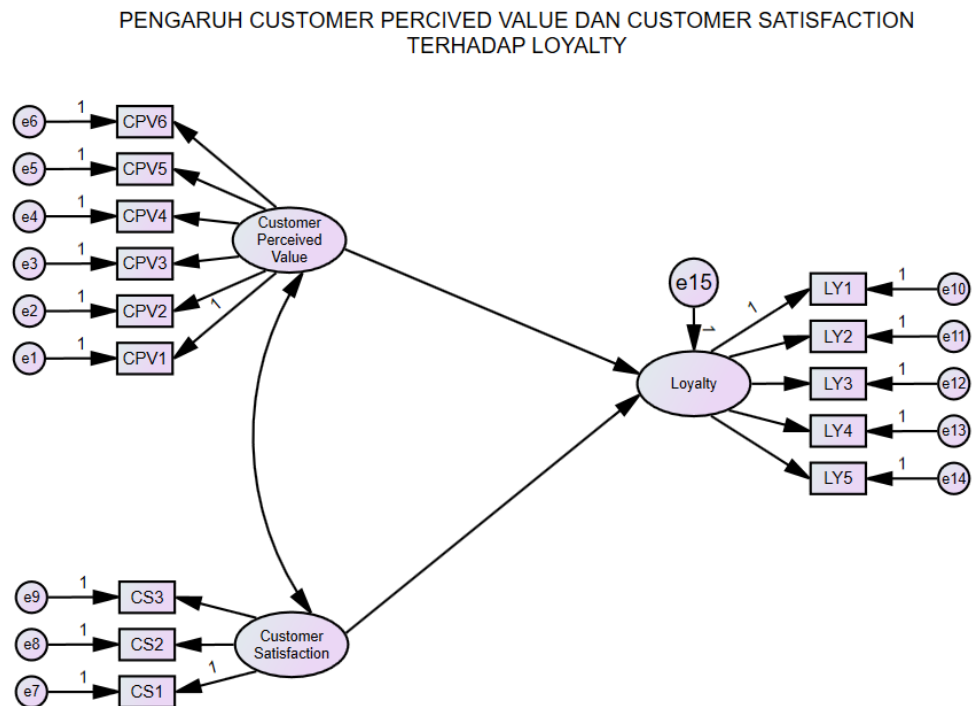 PENGARUH CUSTOMER PERCIVED VALUE DAN CUSTOMER SATISFACTION
TERHADAP LOYALTY
e6 1 CPV6
e5 1 CPV5
e4 1 CPV4
e3 1 CPV3
e2 1 CPV2
e1 1 CPV1
1
Customer
Perceived
Value
e9 1 CS3
e8 1 CS2
e7 1 CS1
1
Customer
Satisfaction
e15
1
Loyalty
1
LY1 1 e10
LY2 1 e11
LY3 1 e12
LY4 1 e13
LY5 1 e14